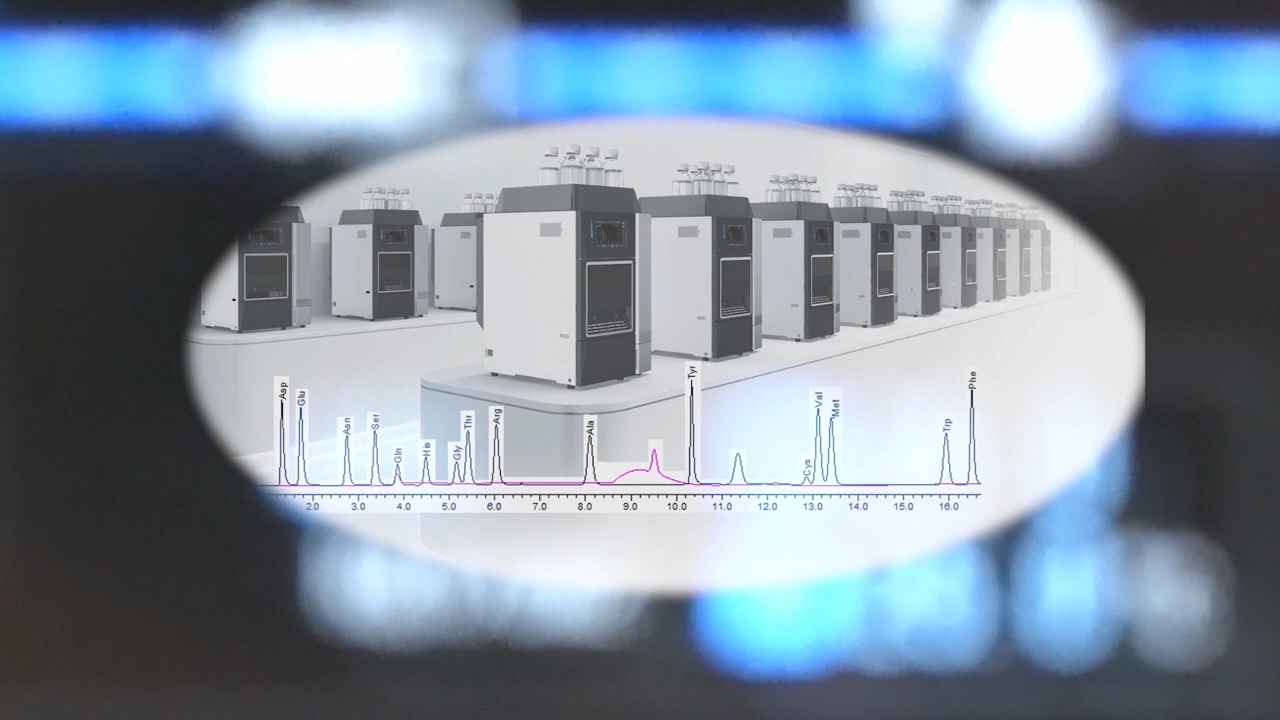 Asp
Glu
Asn
Ser
Gln
His
Gly
Thr
Arg
Ala
Tyr
Cys
Val
Met
Trp
Phe
2.0 3.0 4.0 5.0 6.0 7.0 8.0 9.0 10.0 11.0 12.0 13.0 14.0 15.0 16.0